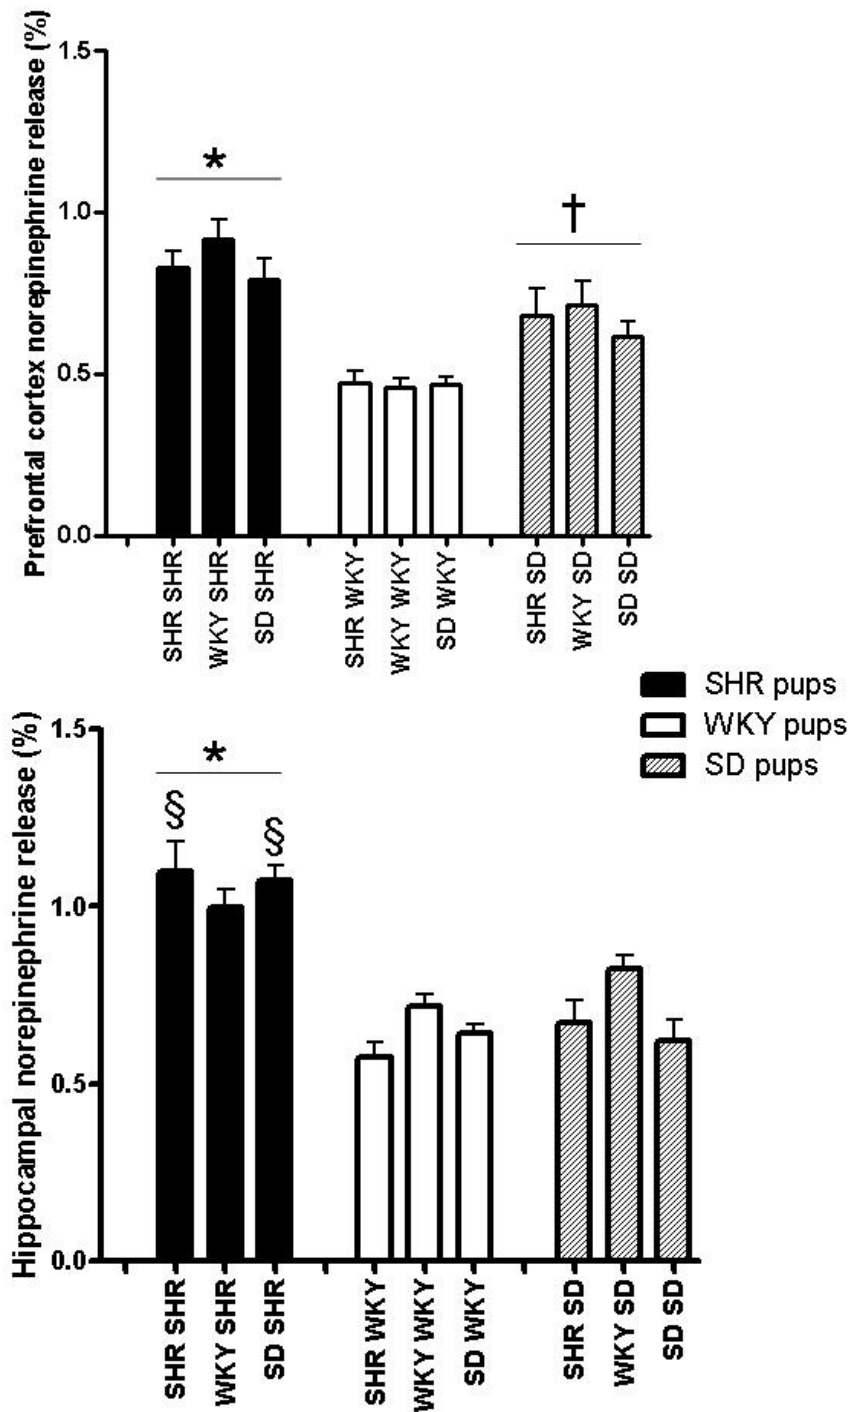 Prefrontal cortex norepinephrine release (%)
1.5
1.0
0.5
0.0
*
†
SHR SHR
WKY SHR
SD SHR
SHR WKY
WKY WKY
SD WKY
SHR SD
WKY SD
SD SD
SHR pups
WKY pups
SD pups
Hippocampal norepinephrine release (%)
1.5
1.0
0.5
0.0
*
§
§
SHR SHR
WKY SHR
SD SHR
SHR WKY
WKY WKY
SD WKY
SHR SD
WKY SD
SD SD